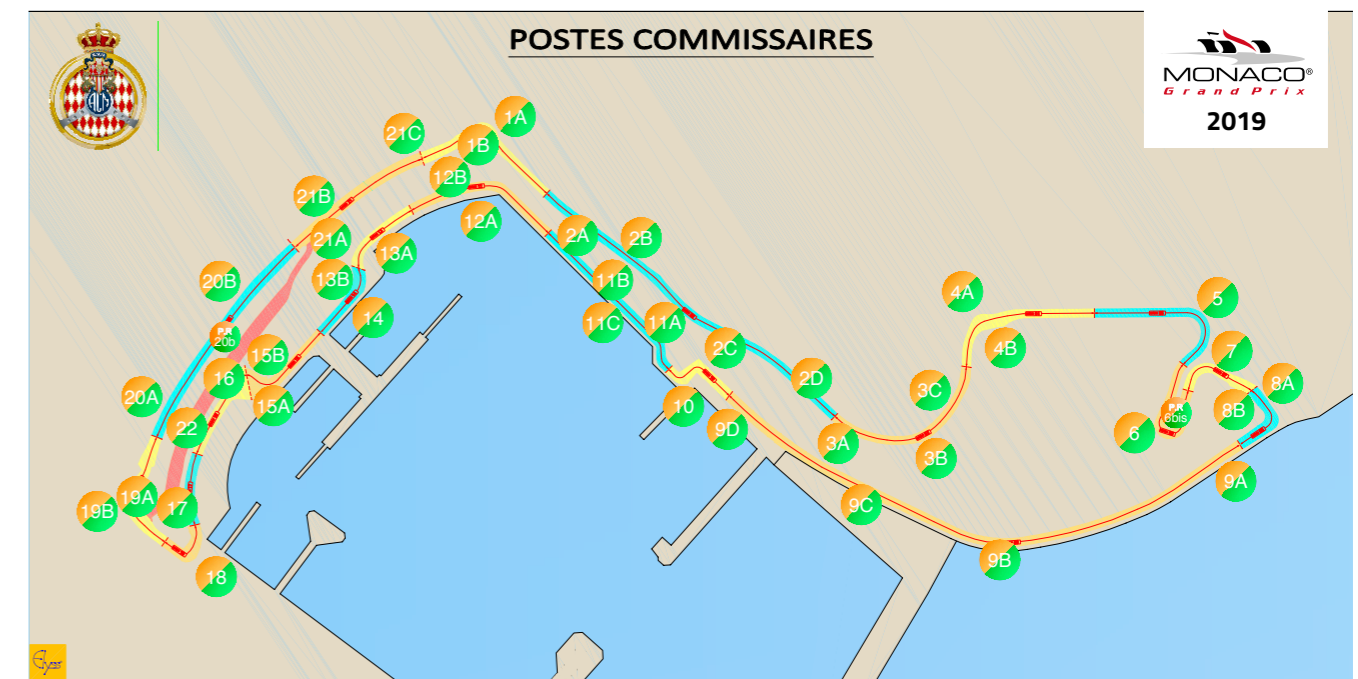 POSTES COMMISSAIRES
MONACO®
Grand Prix
2019
1A
21C
1B
12B
21B
12A
21A
2A
2B
13A
20B
13B
11B
4A
5
14
11C
11A
PR
20b
15B
2C
4B
7
16
2D
3C
8A
20A
15A
10
PR
6bis
8B
22
9D
3A
6
3B
19A
9A
19B
17
9C
9B
18